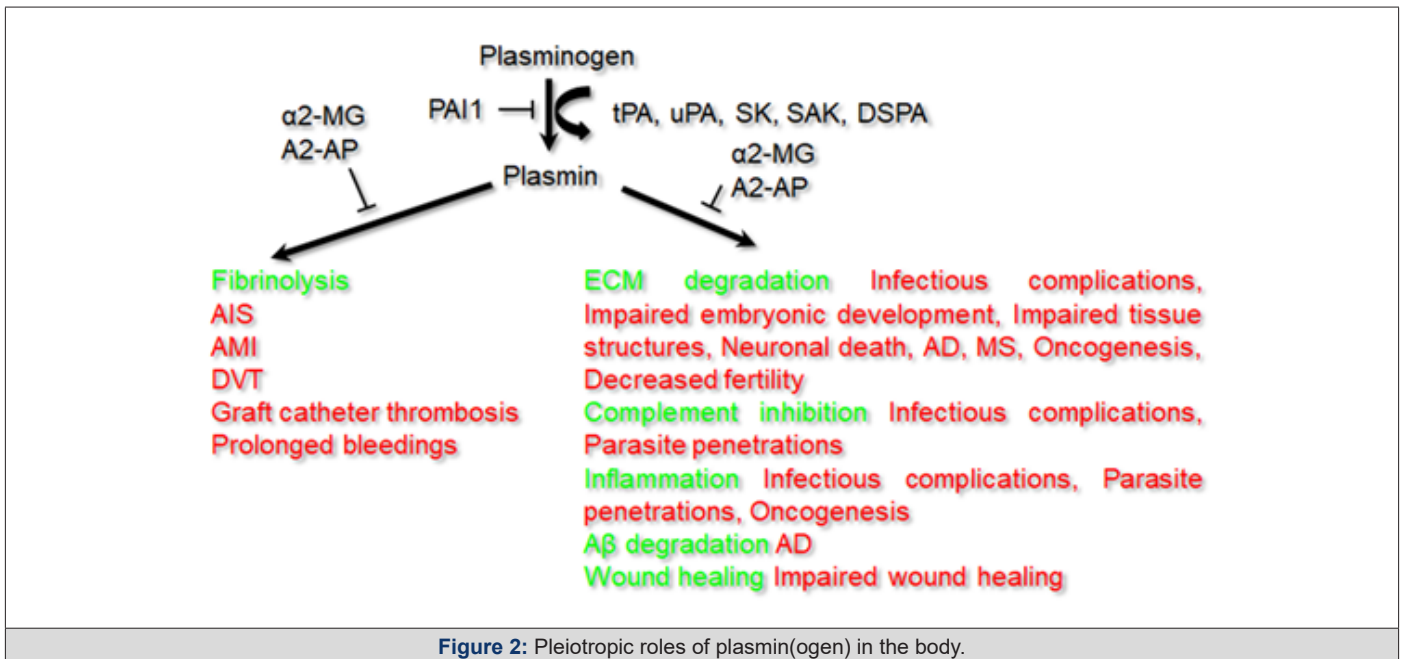 Plasminogen
PAI1
tPA, uPA, SK, SAK, DSPA
α2-MG
A2-AP
α2-MG
A2-AP
Plasmin
Fibrinolysis
AIS
AMI
DVT
Graft catheter thrombosis
Prolonged bleedings
ECM degradation Infectious complications,
Impaired embryonic development, Impaired tissue
structures, Neuronal death, AD, MS, Oncogenesis,
Decreased fertility
Complement inhibition Infectious complications,
Parasite penetrations
Inflammation Infectious complications, Parasite
penetrations, Oncogenesis
Aβ degradation AD
Wound healing Impaired wound healing
Figure 2: Pleiotropic roles of plasmin(ogen) in the body.